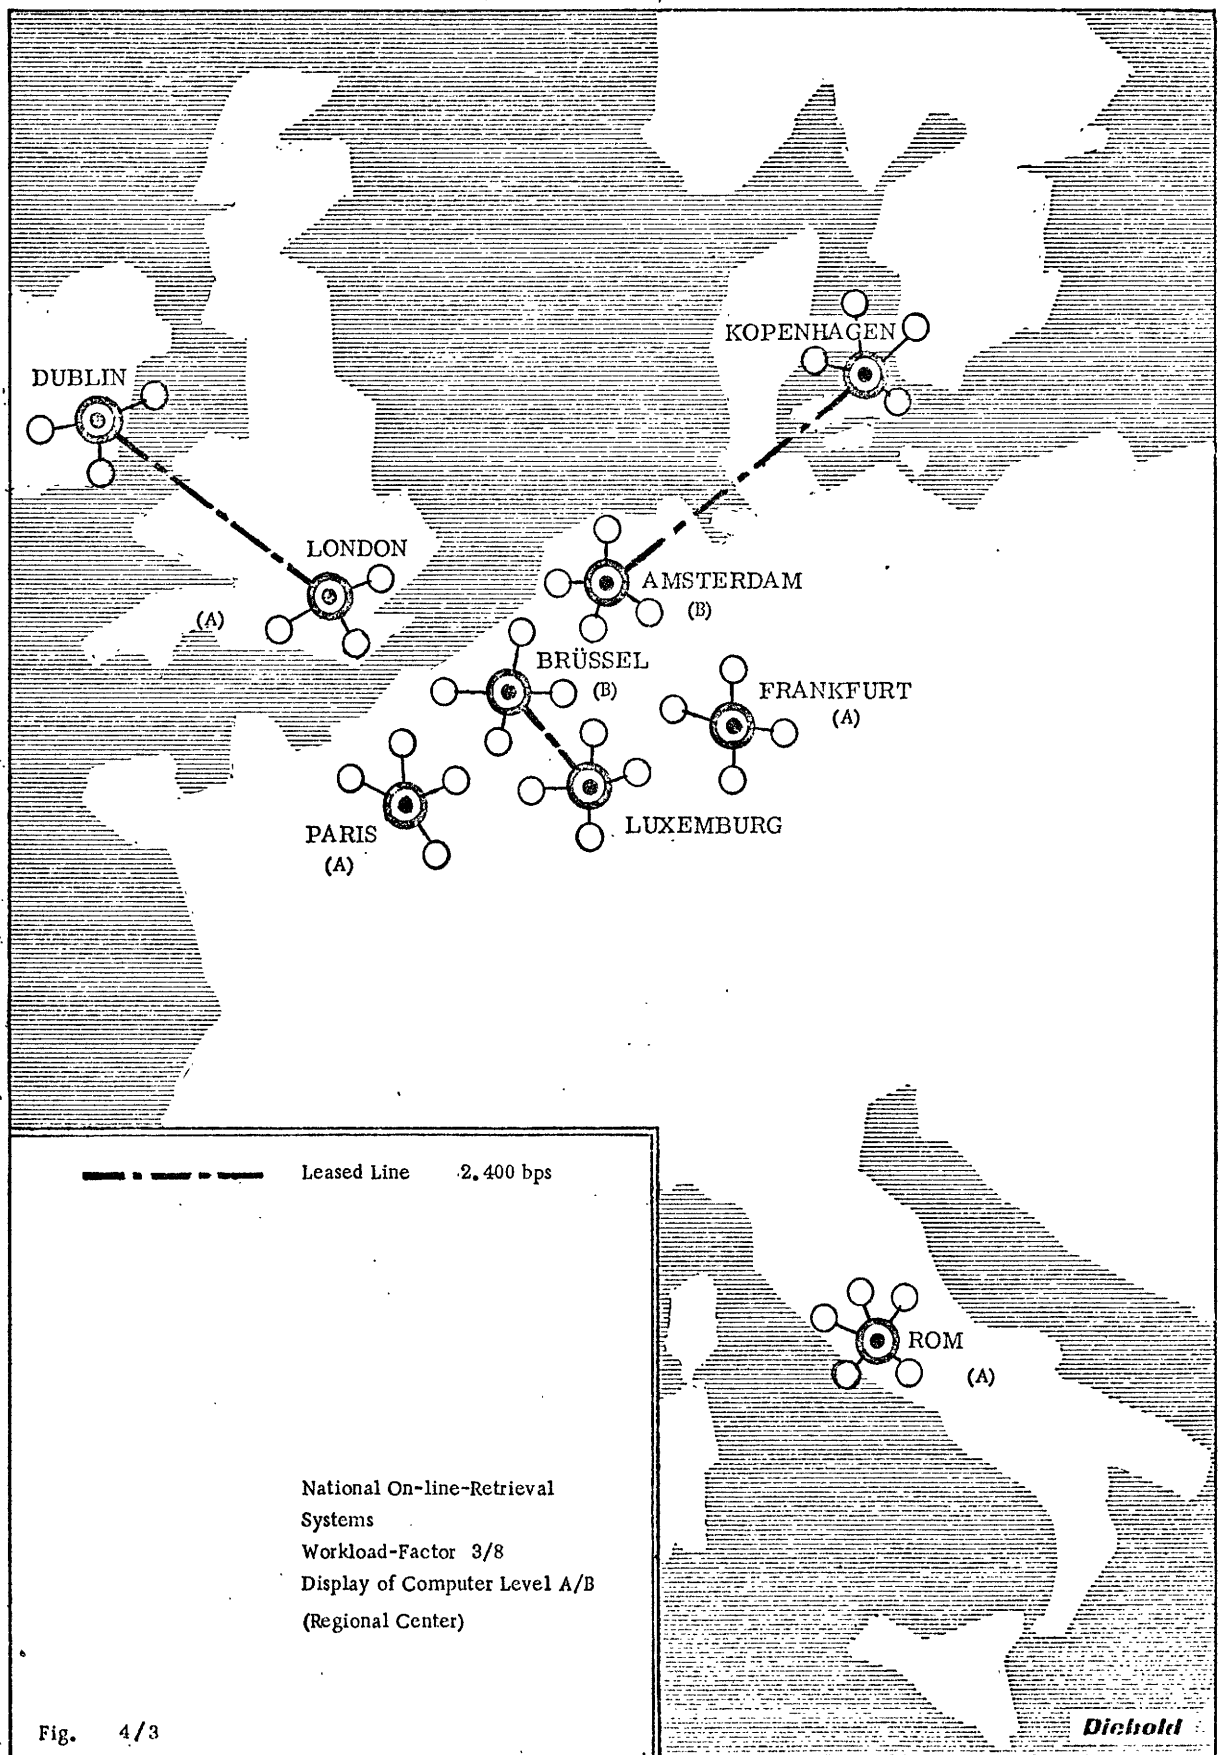 KOPENHAGEN
DUBLIN
LONDON
(A)
AMSTERDAM
(B)
BRÜSSEL
(B)
FRANKFURT
(A)
LUXEMBURG
PARIS
(A)
Leased Line 2.400 bps
ROM
(A)
National On-line-Retrieval
Systems
Workload-Factor 3/8
Display of Computer Level A/B
(Regional Center)
Fig. 4/3
Diebold